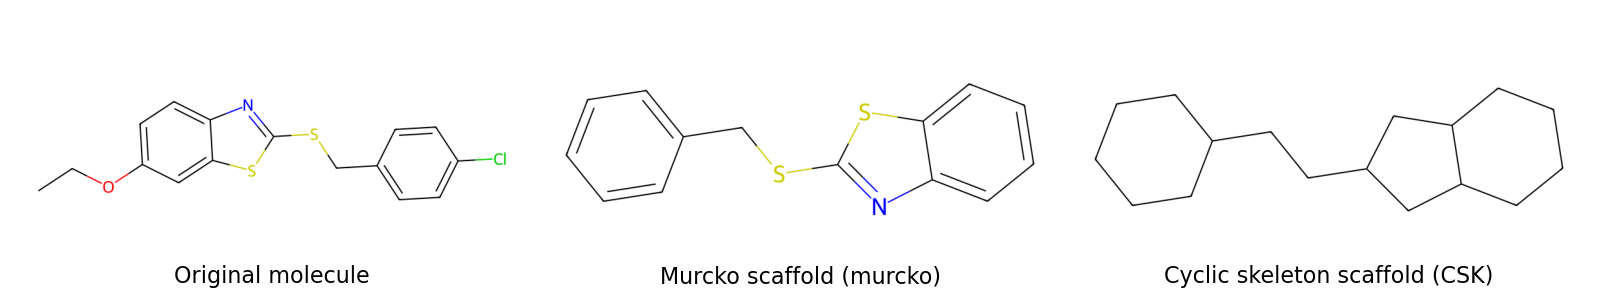 N
S
S
O
Cl
S
S
N
Original molecule
Murcko scaffold (murcko)
Cyclic skeleton scaffold (CSK)